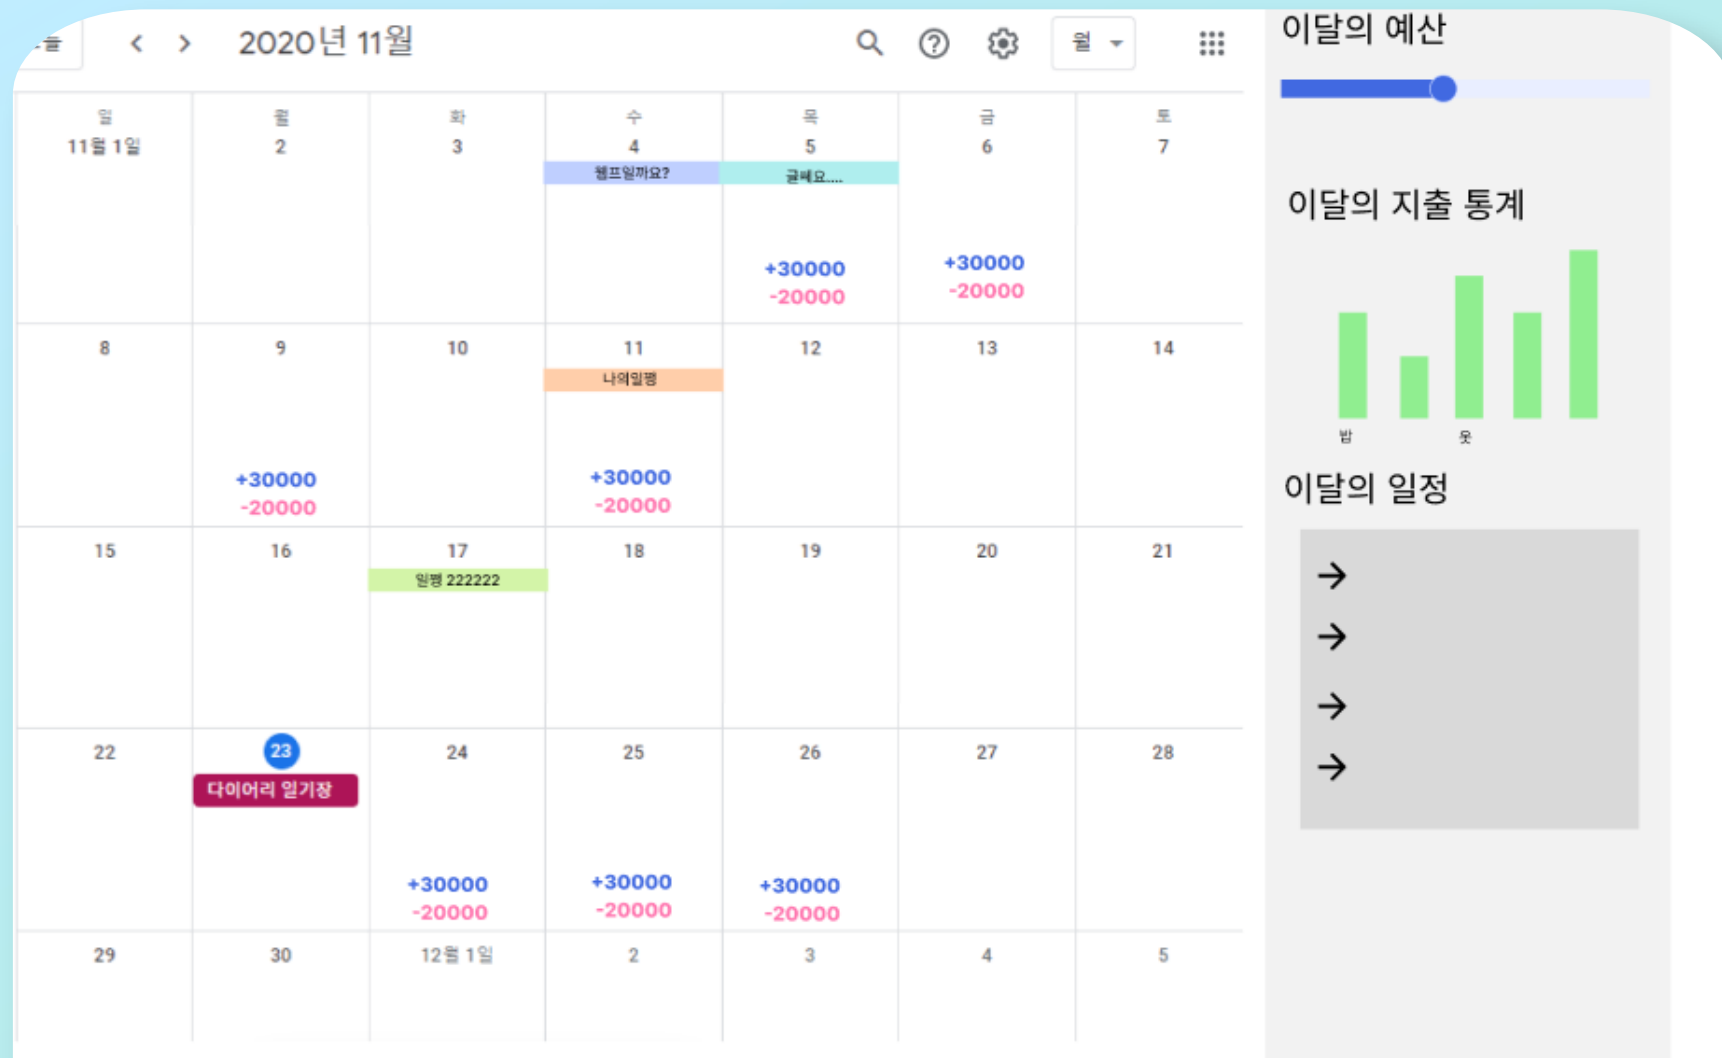 2020년 11월
월
일 월 화 수 목 금 토
11월 1일 2 3 4 5 6 7
웸프일까요? 글쎄요....
+30000 +30000
-20000 -20000
8 9 10 11 12 13 14
나의일쨍
+30000 +30000
-20000 -20000
15 16 17 18 19 20 21
일쨍 222222
22 23 24 25 26 27 28
다이어리 일기장
+30000 +30000 +30000
-20000 -20000 -20000
29 30 12월 1일 2 3 4 5
이달의 예산
이달의 지출 통계
밥 옷
이달의 일정